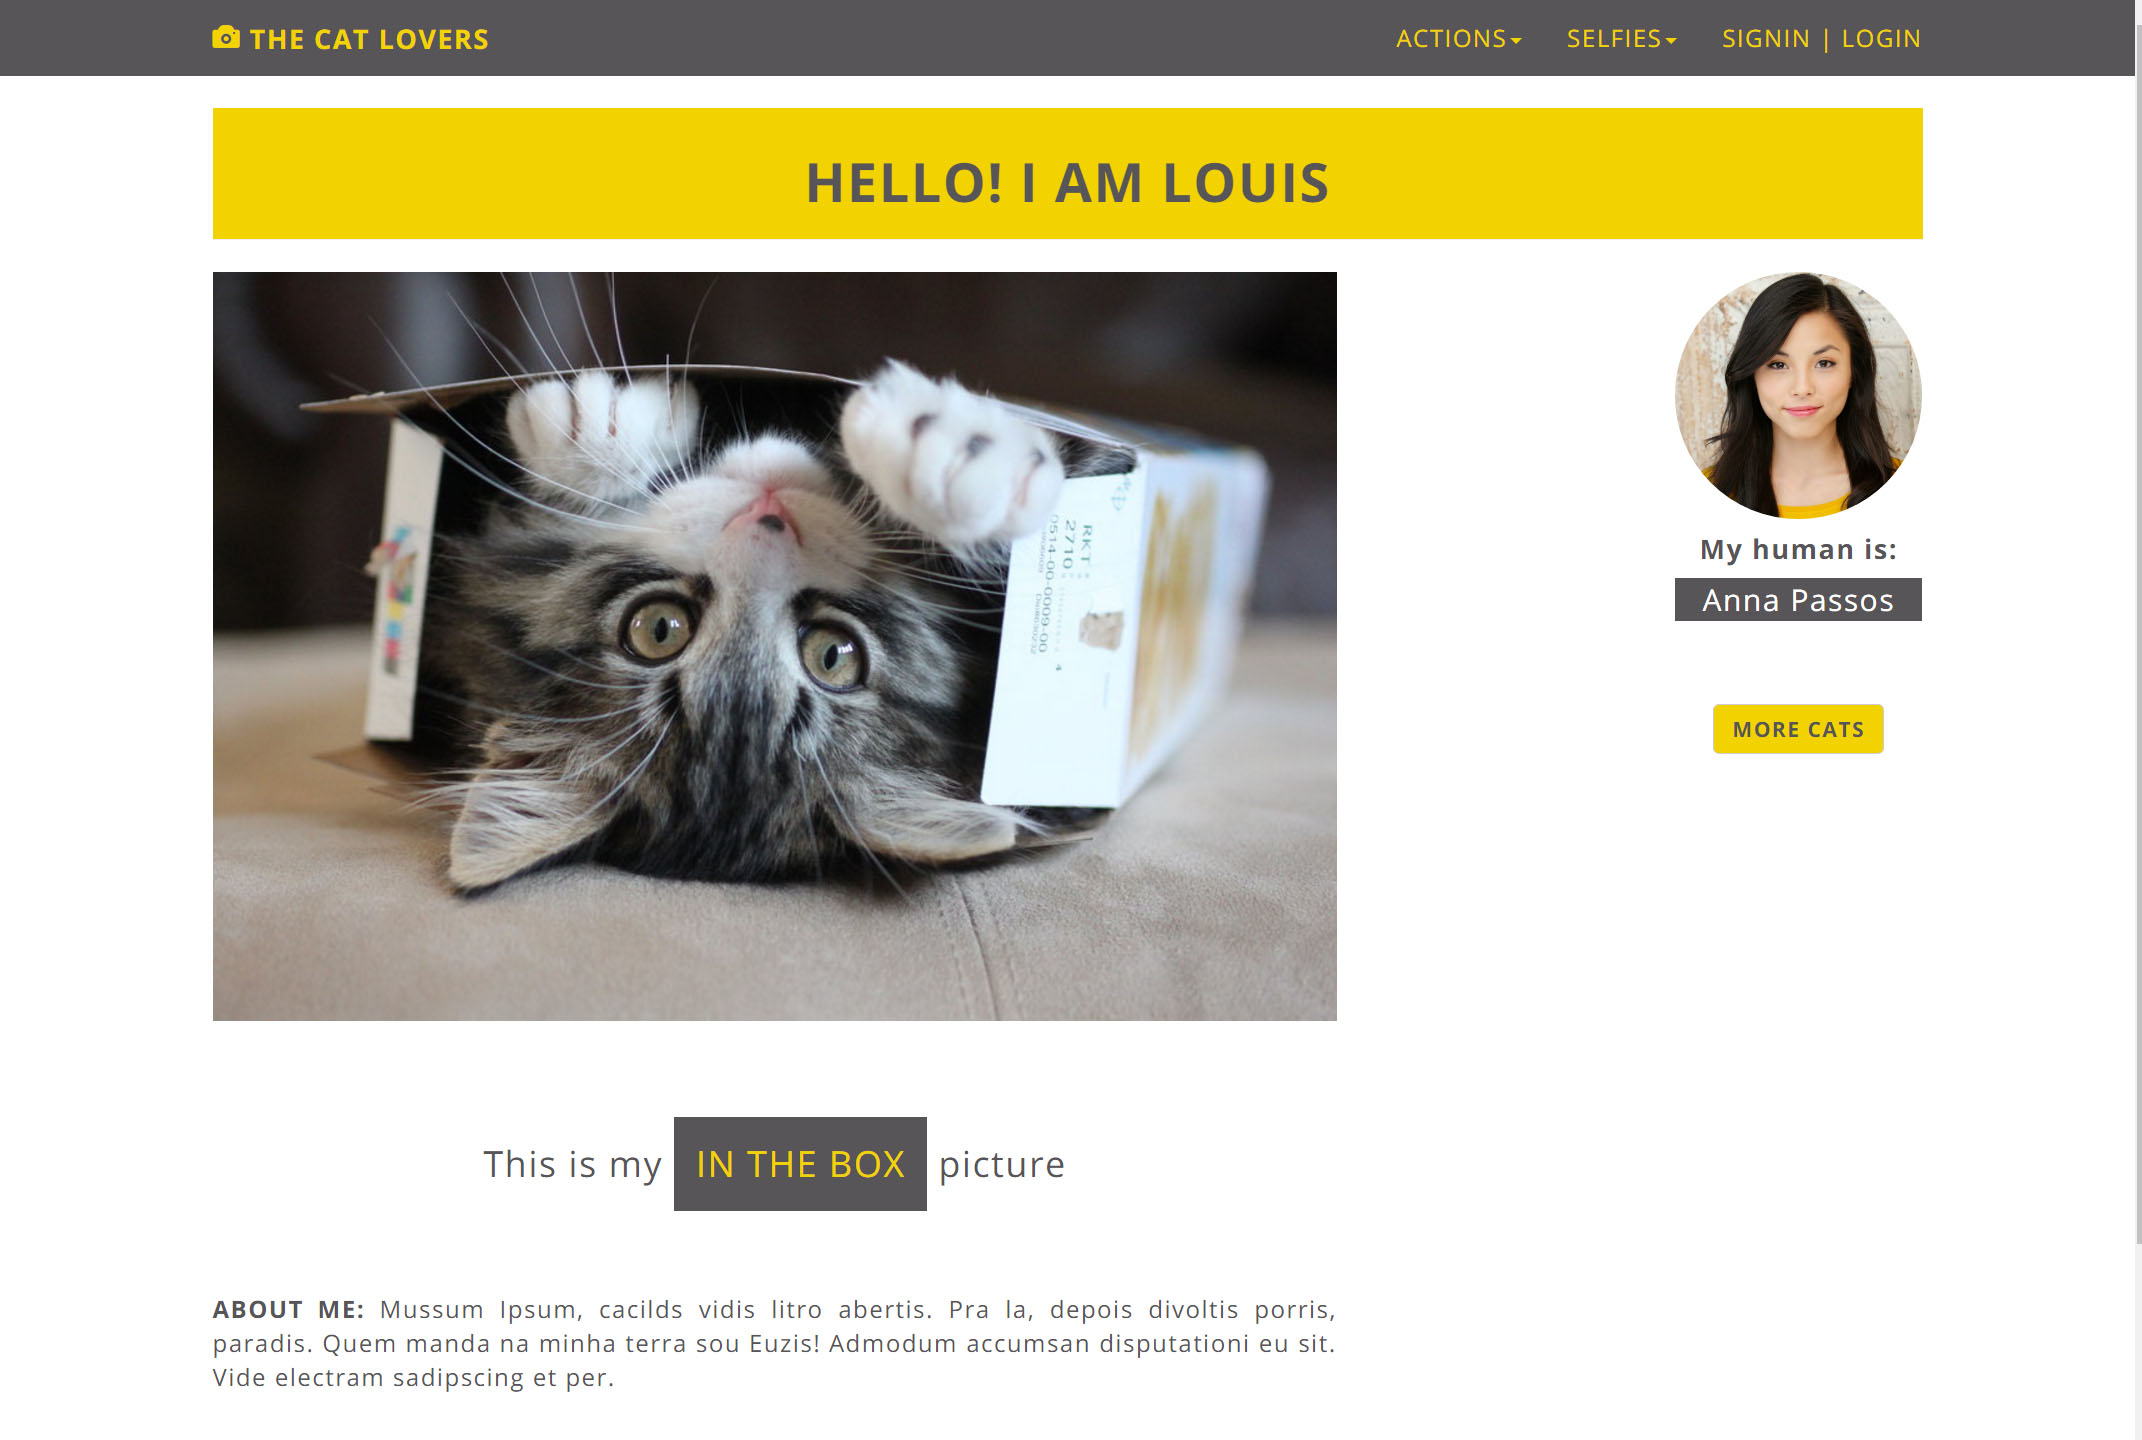 THE CAT LOVERS
ACTIONS
SELFIES
SIGNIN | LOGIN
HELLO! I AM LOUIS
RKT
2710
0514-00-0009-00
4
My human is:
Anna Passos
MORE CATS
This is my IN THE BOX picture
ABOUT ME: Mussum Ipsum, cacilds vidis litro abertis. Pra la, depois divoltis porris,
paradis. Quem manda na minha terra sou Euzis! Admodum accumsan disputationi eu sit.
Vide electram sadipscing et per.